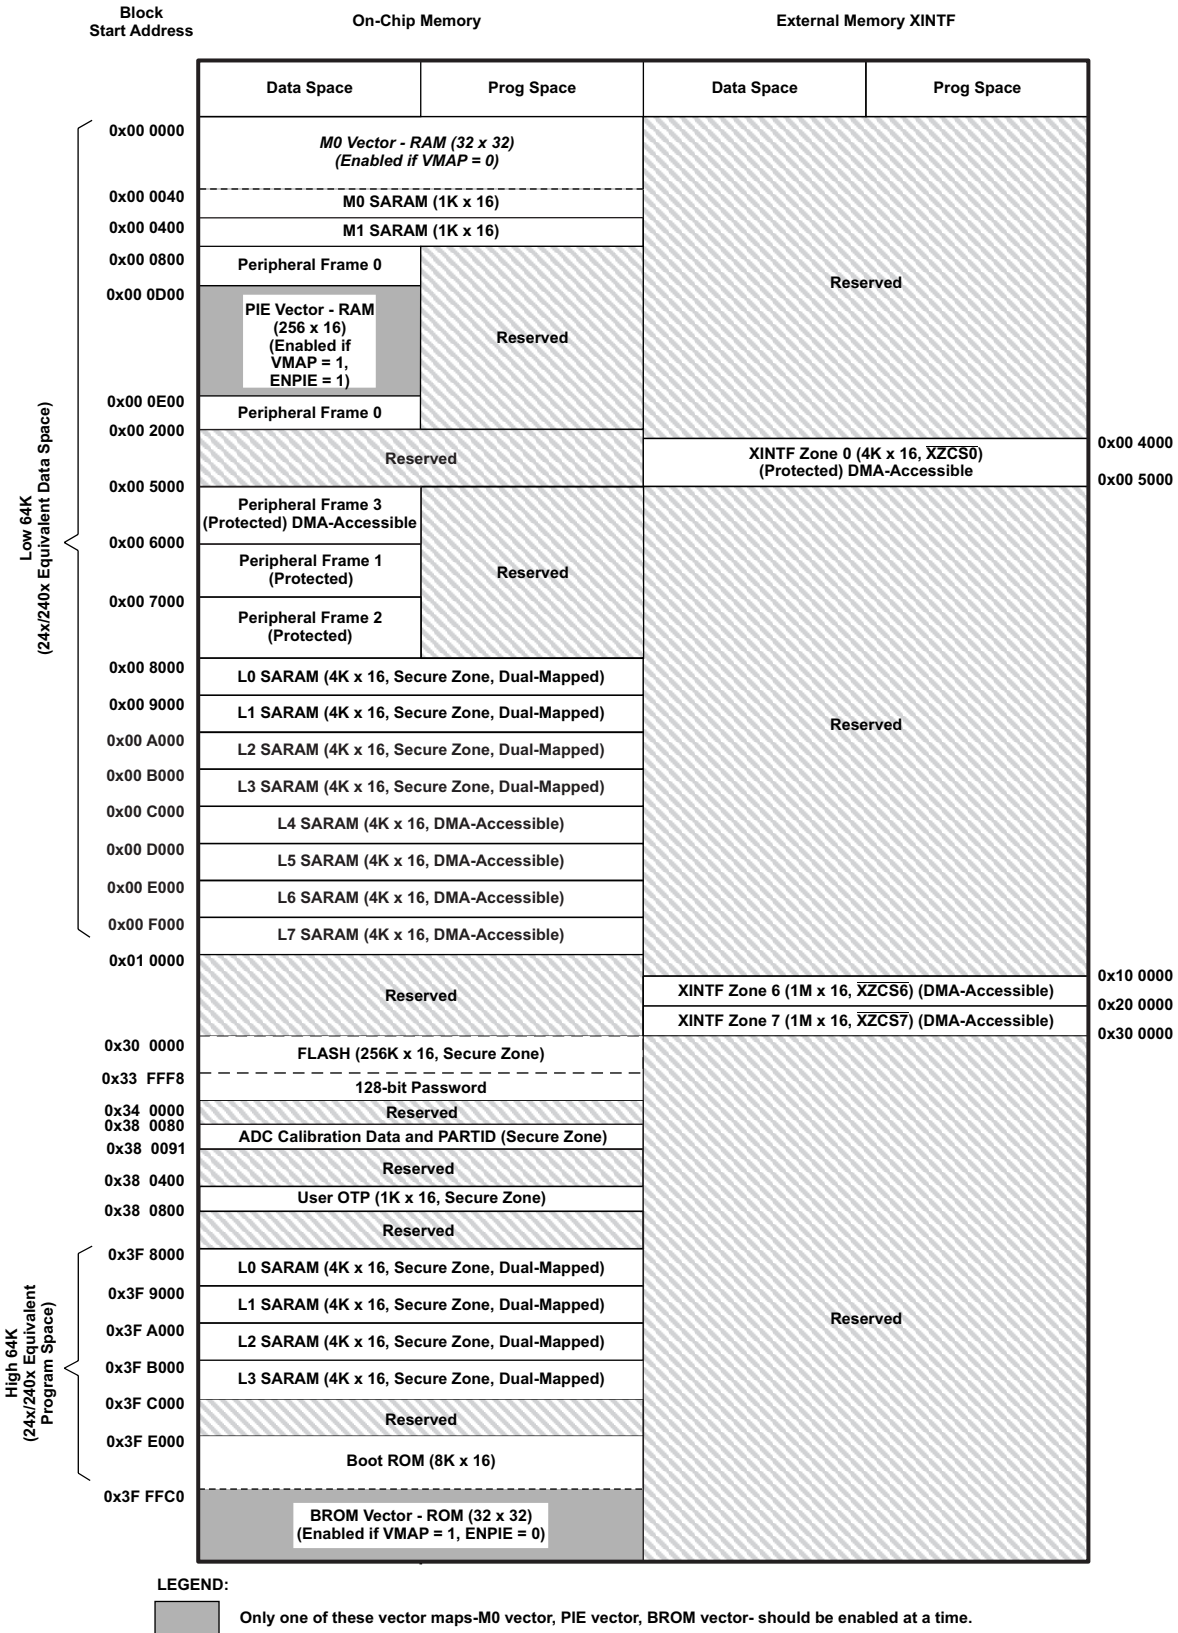 Block
Start Address
On-Chip Memory
External Memory XINTF
Data Space
Prog Space
Data Space
Prog Space
0x00 0000
M0 Vector - RAM (32 x 32)
(Enabled if VMAP = 0)
0x00 0040
M0 SARAM (1K x 16)
0x00 0400
M1 SARAM (1K x 16)
0x00 0800
Peripheral Frame 0
Reserved
0x00 0D00
PIE Vector - RAM
(256 x 16)
(Enabled if
VMAP = 1,
ENPIE = 1)
Reserved
0x00 0E00
Peripheral Frame 0
0x00 2000
Reserved
XINTF Zone 0 (4K x 16, XZCS0)
(Protected) DMA-Accessible
0x00 4000
0x00 5000
0x00 5000
Peripheral Frame 3
(Protected) DMA-Accessible
0x00 6000
Peripheral Frame 1
(Protected)
Reserved
0x00 7000
Peripheral Frame 2
(Protected)
Low 64K
(24x/240x Equivalent Data Space)
0x00 8000
L0 SARAM (4K x 16, Secure Zone, Dual-Mapped)
0x00 9000
L1 SARAM (4K x 16, Secure Zone, Dual-Mapped)
Reserved
0x00 A000
L2 SARAM (4K x 16, Secure Zone, Dual-Mapped)
0x00 B000
L3 SARAM (4K x 16, Secure Zone, Dual-Mapped)
0x00 C000
L4 SARAM (4K x 16, DMA-Accessible)
0x00 D000
L5 SARAM (4K x 16, DMA-Accessible)
0x00 E000
L6 SARAM (4K x 16, DMA-Accessible)
0x00 F000
L7 SARAM (4K x 16, DMA-Accessible)
0x01 0000
Reserved
0x10 0000
XINTF Zone 6 (1M x 16, XZCS6) (DMA-Accessible)
0x20 0000
XINTF Zone 7 (1M x 16, XZCS7) (DMA-Accessible)
0x30 0000
0x30 0000
FLASH (256K x 16, Secure Zone)
0x33 FFF8
128-bit Password
0x34 0000
Reserved
0x38 0080
ADC Calibration Data and PARTID (Secure Zone)
0x38 0091
Reserved
0x38 0400
User OTP (1K x 16, Secure Zone)
0x38 0800
Reserved
0x3F 8000
L0 SARAM (4K x 16, Secure Zone, Dual-Mapped)
0x3F 9000
L1 SARAM (4K x 16, Secure Zone, Dual-Mapped)
Reserved
0x3F A000
L2 SARAM (4K x 16, Secure Zone, Dual-Mapped)
0x3F B000
L3 SARAM (4K x 16, Secure Zone, Dual-Mapped)
High 64K
(24x/240x Equivalent
Program Space)
0x3F C000
Reserved
0x3F E000
Boot ROM (8K x 16)
0x3F FFC0
BROM Vector - ROM (32 x 32)
(Enabled if VMAP = 1, ENPIE = 0)
LEGEND:
Only one of these vector maps-M0 vector, PIE vector, BROM vector- should be enabled at a time.